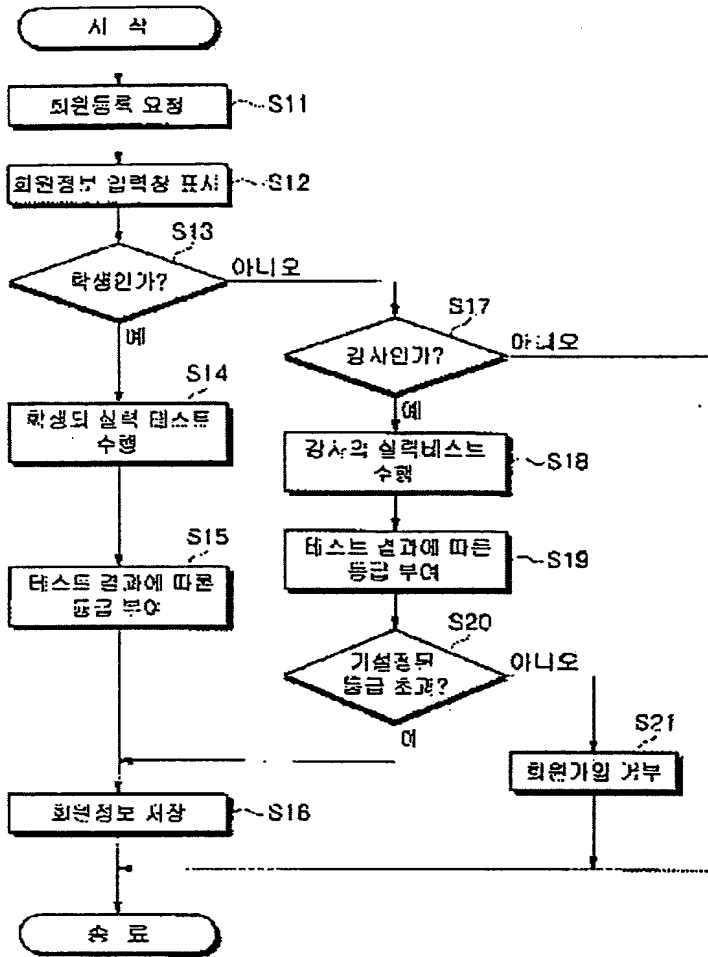 시 작
회원등록 요청
S11
회원정보 입력창 표시
S12
S13
학생인가?
아니오
예
S17
강사인가?
아니오
예
S14
학생의 실력 테스트
수행
강사의 실력테스트
수행
S18
S15
테스트 결과에 따른
등급 부여
테스트 결과에 따른
등급 부여
S19
S20
기설정된
등급 초과?
아니오
예
S21
회원가입 거부
회원정보 저장
S16
종 료